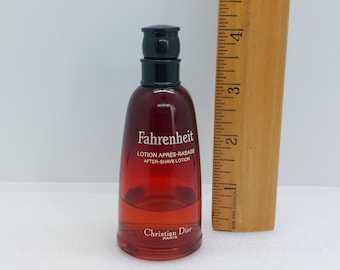 Fahrenheit
LOTION APRÈS-RASAGE
AFTER-SHAVE LOTION
Christian Dior
PARIS
4
3
2
1